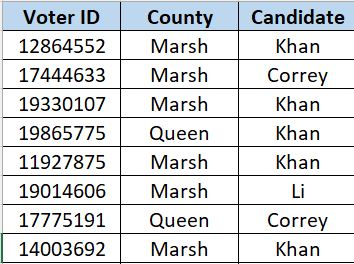 Voter ID County Candidate
12864552 Marsh Khan
17444633 Marsh Correy
19330107 Marsh Khan
19865775 Queen Khan
11927875 Marsh Khan
19014606 Marsh Li
17775191 Queen Correy
14003692 Marsh Khan